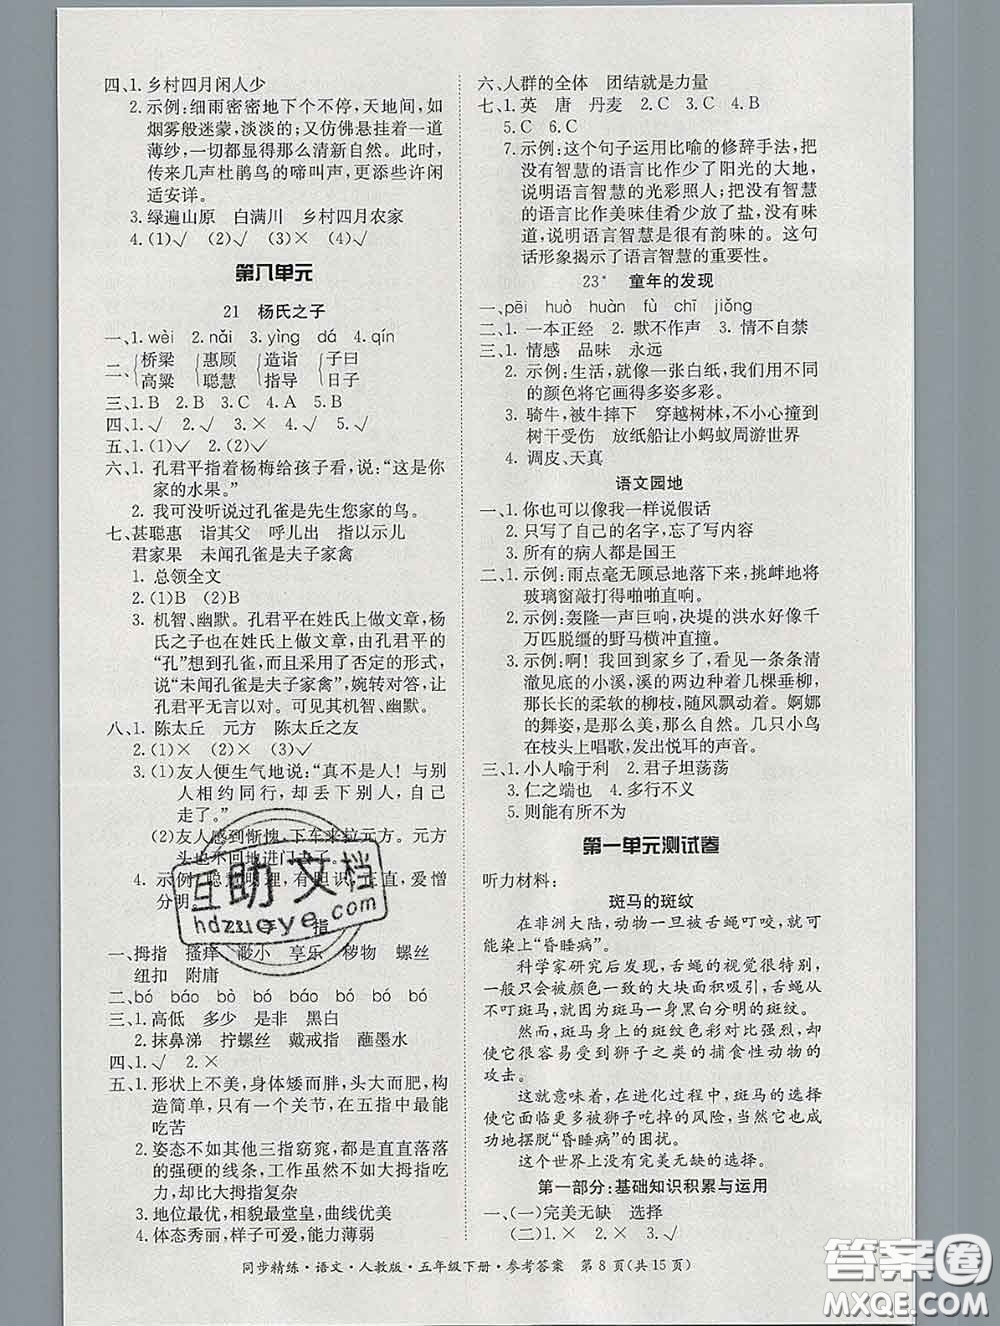 四、1. 乡村四月闲人少
2. 示例:细雨密密地下个不停,天地间,如
烟雾般迷蒙,淡淡的;又仿佛悬挂着一道
薄纱,一切都显得那么清新自然。此时,
传来几声杜鹃鸟的啼叫声,更添些许闲
适安详。
3. 绿遍山原 白满川 乡村四月农家
4. (1)√ (2)√ (3)× (4)√
第八单元
21 杨氏之子
一、1. wèi 2. nǎi 3. yìng dá 4. qín
二、{桥梁 {惠顾 {造诣 {子曰
高粱 聪慧 指导 日子
三、1. B 2. B 3. C 4. A 5. B
四、1. √ 2. √ 3. × 4. √ 5. √
五、1. (1)√ 2. (2)√
六、1. 孔君平指着杨梅给孩子看,说:“这是你
家的水果。”
2. 我可没听说过孔雀是先生您家的鸟。
七、甚聪惠 诣其父 呼儿出 指以示儿
君家果 未闻孔雀是夫子家禽
1. 总领全文
2. (1)B (2)B
3. 机智、幽默。孔君平在姓氏上做文章,杨
氏之子也在姓氏上做文章,由孔君平的
“孔”想到孔雀,而且采用了否定的形式,
说“未闻孔雀是夫子家禽”,婉转对答,让
孔君平无言以对。可见其机智、幽默。
八、1. 陈太丘 元方 陈太丘之友
2. (1)× (2)× (3)√
3. (1)友人便生气地说:“真不是人!与别
人相约同行,却丢下别人,自己
走了。”
(2)友人感到惭愧,下车来拉元方。元方
头也不回地进门去了。
4. 示例:聪慧明理,有胆识,正直,爱憎
分明。
指
一、拇指 搔痒 渺小 享乐 秽物 螺丝
纽扣 附庸
二、bó báo bò bó báo bó bó
三、1. 高低 多少 是非 黑白
2. 抹鼻涕 拧螺丝 戴戒指 蘸墨水
四、1. √ 2. ×
五、1. 形状上不美,身体矮而胖,头大而肥,构
造简单,只有一个关节,在五指中最能
吃苦
2. 姿态不如其他三指窈窕,都是直直落落
的强硬的线条,工作虽然不如大拇指吃
力,却比大拇指复杂
3. 地位最优,相貌最堂皇,曲线优美
4. 体态秀丽,样子可爱,能力薄弱
六、人群的全体 团结就是力量
七、1. 英 唐 丹麦 2. C 3. C 4. B
5. C 6. C
7. 示例:这个句子运用比喻的修辞手法,把
没有智慧的语言比作少了阳光的大地,
说明语言智慧的光彩照人;把没有智慧
的语言比作美味佳肴少放了盐,没有味
道,说明语言智慧是很有韵味的。这句
话形象揭示了语言智慧的重要性。
23* 童年的发现
一、pēi huò huàn fù chī jiǒng
二、1. 一本正经 2. 默不作声 3. 情不自禁
三、1. 情感 品味 永远
2. 示例:生活,就像一张白纸,我们用不同
的颜色将它画得多姿多彩。
3. 骑牛,被牛摔下 穿越树林,不小心撞到
树干受伤 放纸船让小蚂蚁周游世界
4. 调皮、天真
语文园地
一、1. 你也可以像我一样说假话
2. 只写了自己的名字,忘了写内容
3. 所有的病人都是国王
二、1. 示例:雨点毫无顾忌地落下来,挑衅地将
玻璃窗敲打得啪啪直响。
2. 示例:轰隆一声巨响,决堤的洪水好像千
万匹脱缰的野马横冲直撞。
3. 示例:啊!我回到家乡了,看见一条条清
澈见底的小溪,溪的两边种着几棵垂柳,
那长长的柔软的柳枝,随风飘动着。婀娜
的舞姿,是那么美,那么自然。几只小鸟
在枝头上唱歌,发出悦耳的声音。
三、1. 小人喻于利 2. 君子坦荡荡
3. 仁之端也 4. 多行不义
5. 则能有所不为
第一单元测试卷
听力材料:
斑马的斑纹
在非洲大陆,动物一旦被舌蝇叮咬,就可
能染上“昏睡病”。
科学家研究后发现,舌蝇的视觉很特别,
一般只会被颜色一致的大块面积吸引,舌蝇从
不叮斑马,就是因为斑马一身黑白分明的斑纹。
然而,斑马身上的斑纹色彩对比强烈,却
使它很容易受到狮子之类的捕食性动物的
攻击。
这就意味着,在进化过程中,斑马的选择
使它面临更多被狮子吃掉的风险,当然它也成
功地摆脱“昏睡病”的困扰。
这个世界上没有完美无缺的选择。
第一部分:基础知识积累与运用
一、(一)完美无缺 选择
(二)1. × 2. × 3. √
同步精练·语文·人教版·五年级下册·参考答案 第 8 页(共 15 页)
互助文档
hdzuoye.com
答案圈
MXQE.COM